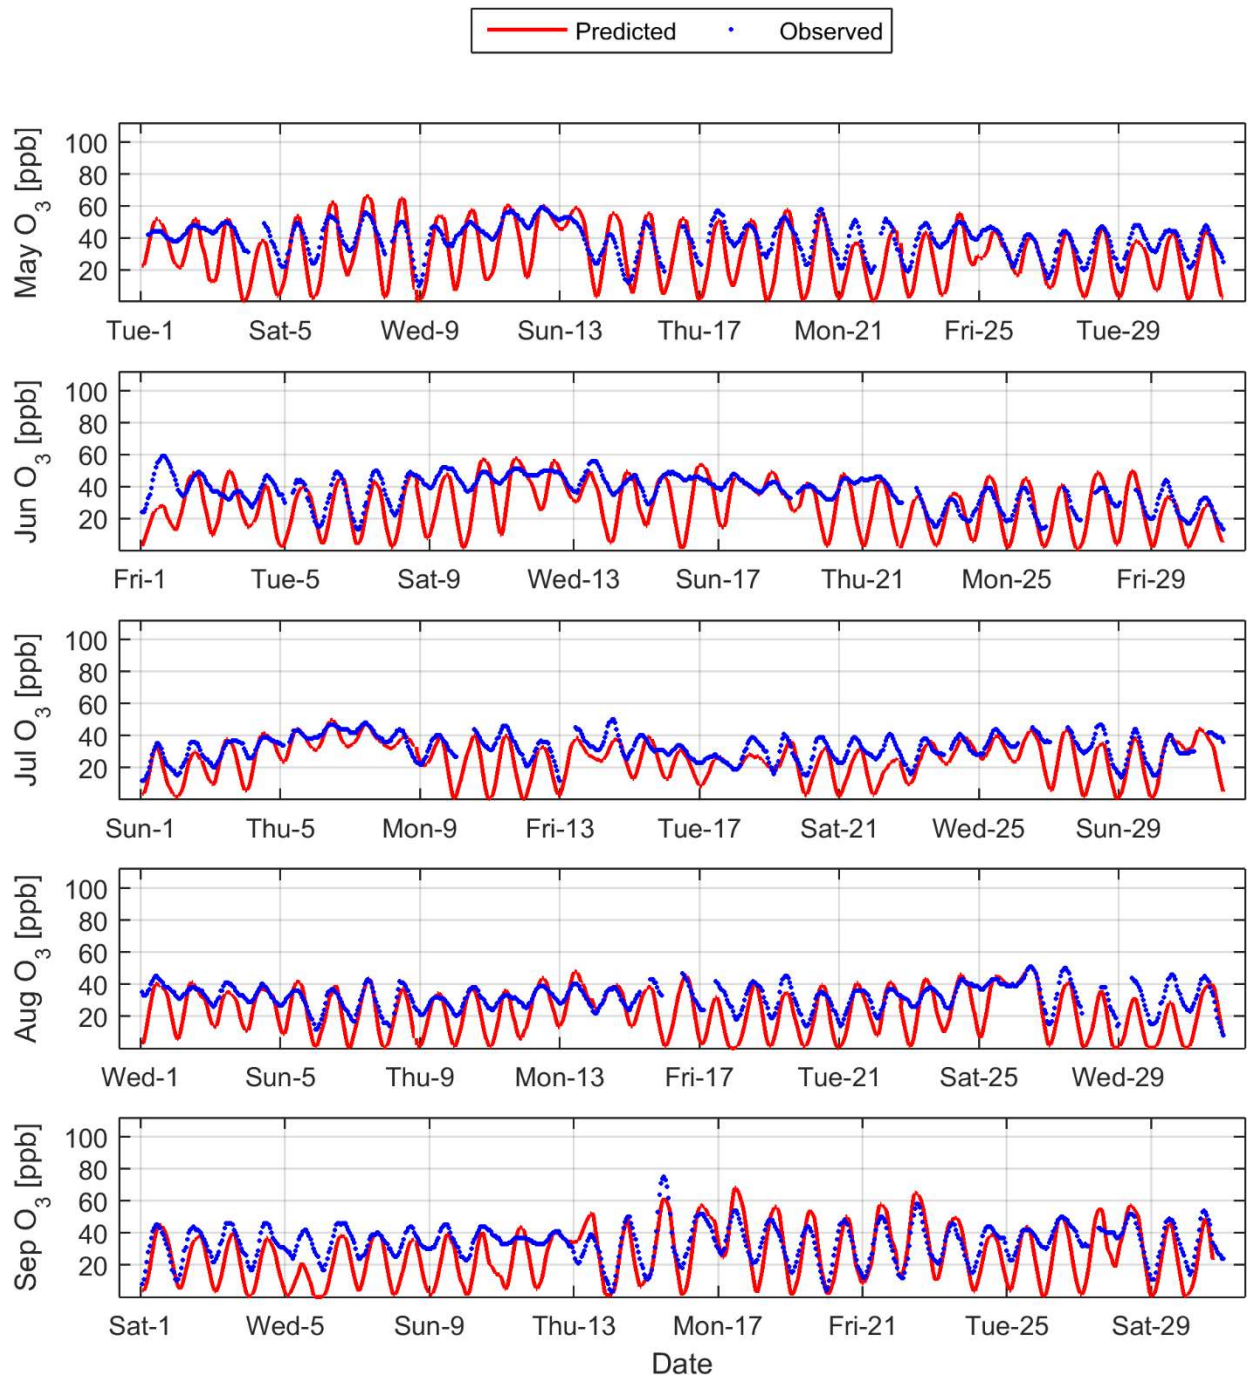 Predicted Observed
May O3 [ppb]
100
80
60
40
20
Tue-1 Sat-5 Wed-9 Sun-13 Thu-17 Mon-21 Fri-25 Tue-29
Jun O3 [ppb]
100
80
60
40
20
Fri-1 Tue-5 Sat-9 Wed-13 Sun-17 Thu-21 Mon-25 Fri-29
Jul O3 [ppb]
100
80
60
40
20
Sun-1 Thu-5 Mon-9 Fri-13 Tue-17 Sat-21 Wed-25 Sun-29
Aug O3 [ppb]
100
80
60
40
20
Wed-1 Sun-5 Thu-9 Mon-13 Fri-17 Tue-21 Sat-25 Wed-29
Sep O3 [ppb]
100
80
60
40
20
Sat-1 Wed-5 Sun-9 Thu-13 Mon-17 Fri-21 Tue-25 Sat-29
Date